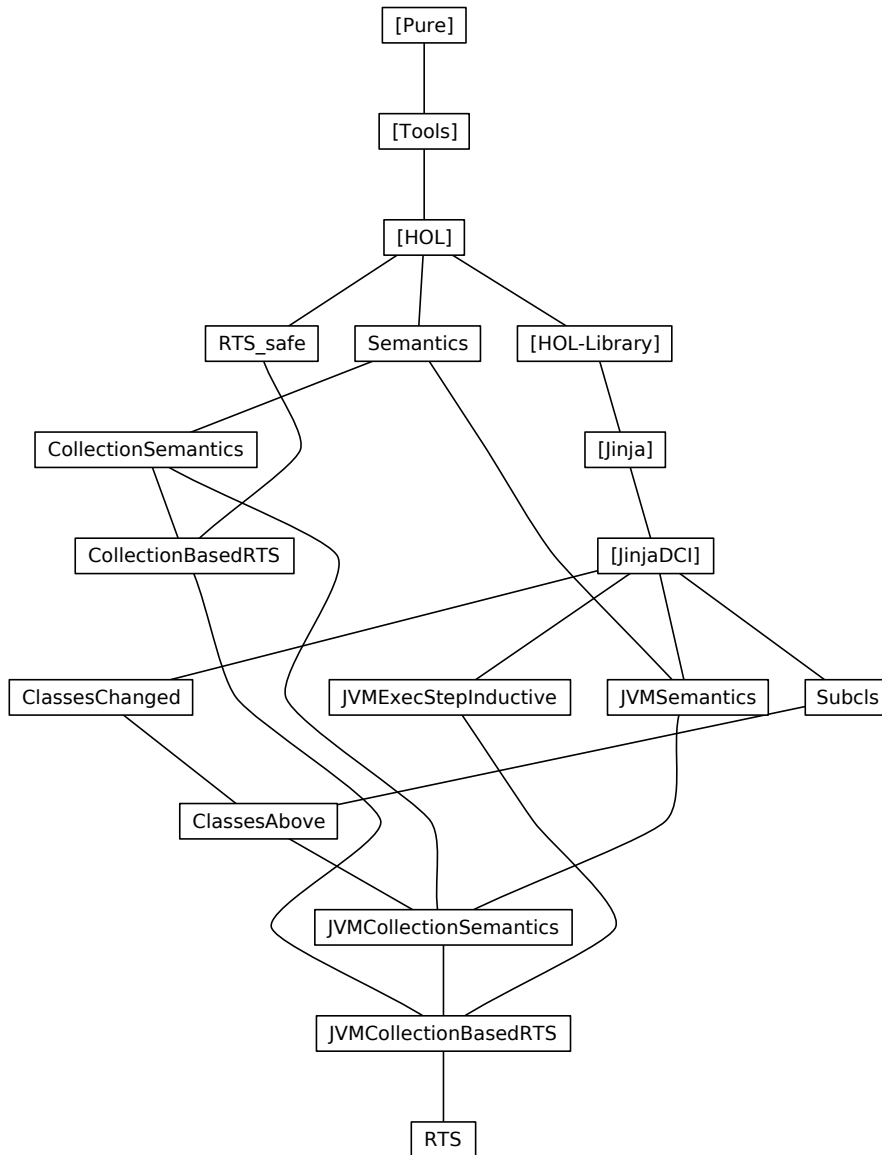 [Pure]
[Tools]
[HOL]
RTS_safe
Semantics
[HOL-Library]
CollectionSemantics
[Jinja]
CollectionBasedRTS
[JinjaDCI]
ClassesChanged
JVMExecStepInductive
JVMSemantics
Subcls
ClassesAbove
JVMCollectionSemantics
JVMCollectionBasedRTS
RTS